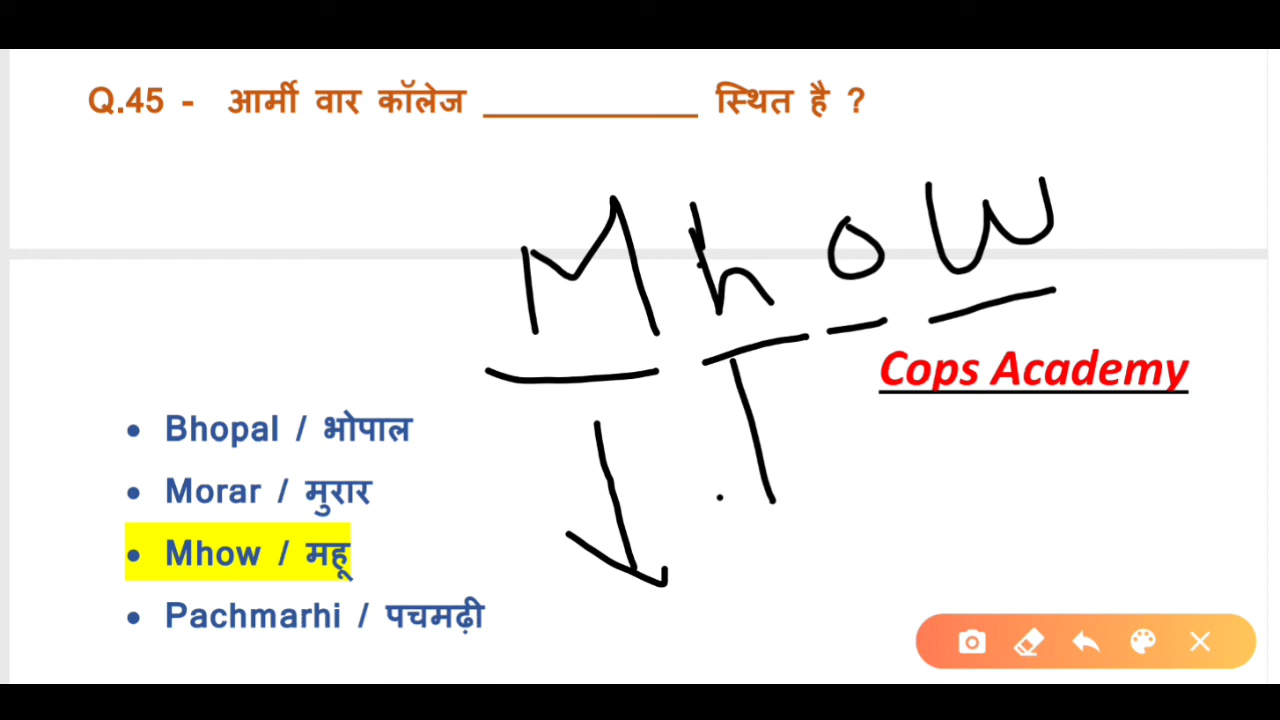 Q.45 - आर्मी वार कॉलेज ____________ स्थित है ?
Mhow
Cops Academy
• Bhopal / भोपाल
• Morar / मुरार
• Mhow / महू
• Pachmarhi / पचमढ़ी